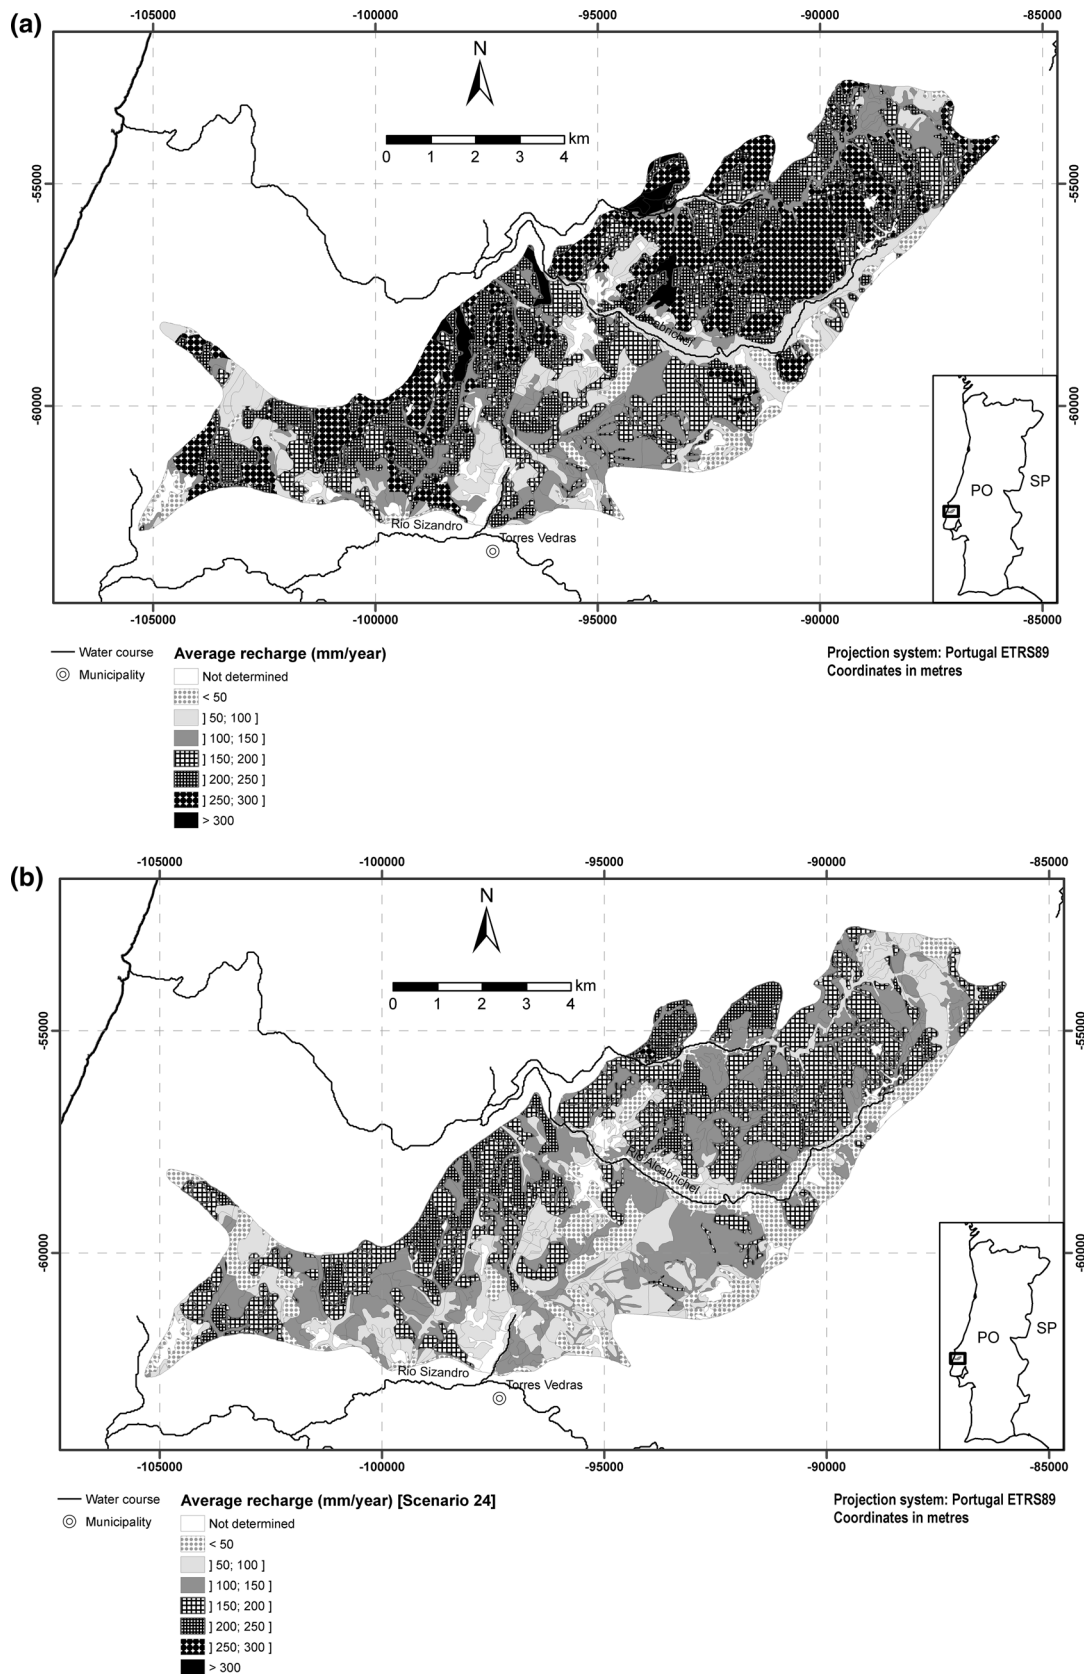 (a)
-105000 -100000 -95000 -90000 -85000
N
km
0 1 2 3 4
-55000 -55000
-60000 -60000
Alcabrichel
Rio Sizandro
Torres Vedras
PO
SP
-105000 -100000 -95000 -90000 -85000
Water course
Municipality
Average recharge (mm/year)
Not determined
< 50
] 50; 100 ]
] 100; 150 ]
] 150; 200 ]
] 200; 250 ]
] 250; 300 ]
> 300
Projection system: Portugal ETRS89
Coordinates in metres
(b)
-105000 -100000 -95000 -90000 -85000
N
km
0 1 2 3 4
-55000 -55000
-60000 -60000
Rio Alcabrichel
Rio Sizandro
Torres Vedras
PO
SP
-105000 -100000 -95000 -90000 -85000
Water course
Municipality
Average recharge (mm/year) [Scenario 24]
Not determined
< 50
] 50; 100 ]
] 100; 150 ]
] 150; 200 ]
] 200; 250 ]
] 250; 300 ]
> 300
Projection system: Portugal ETRS89
Coordinates in metres